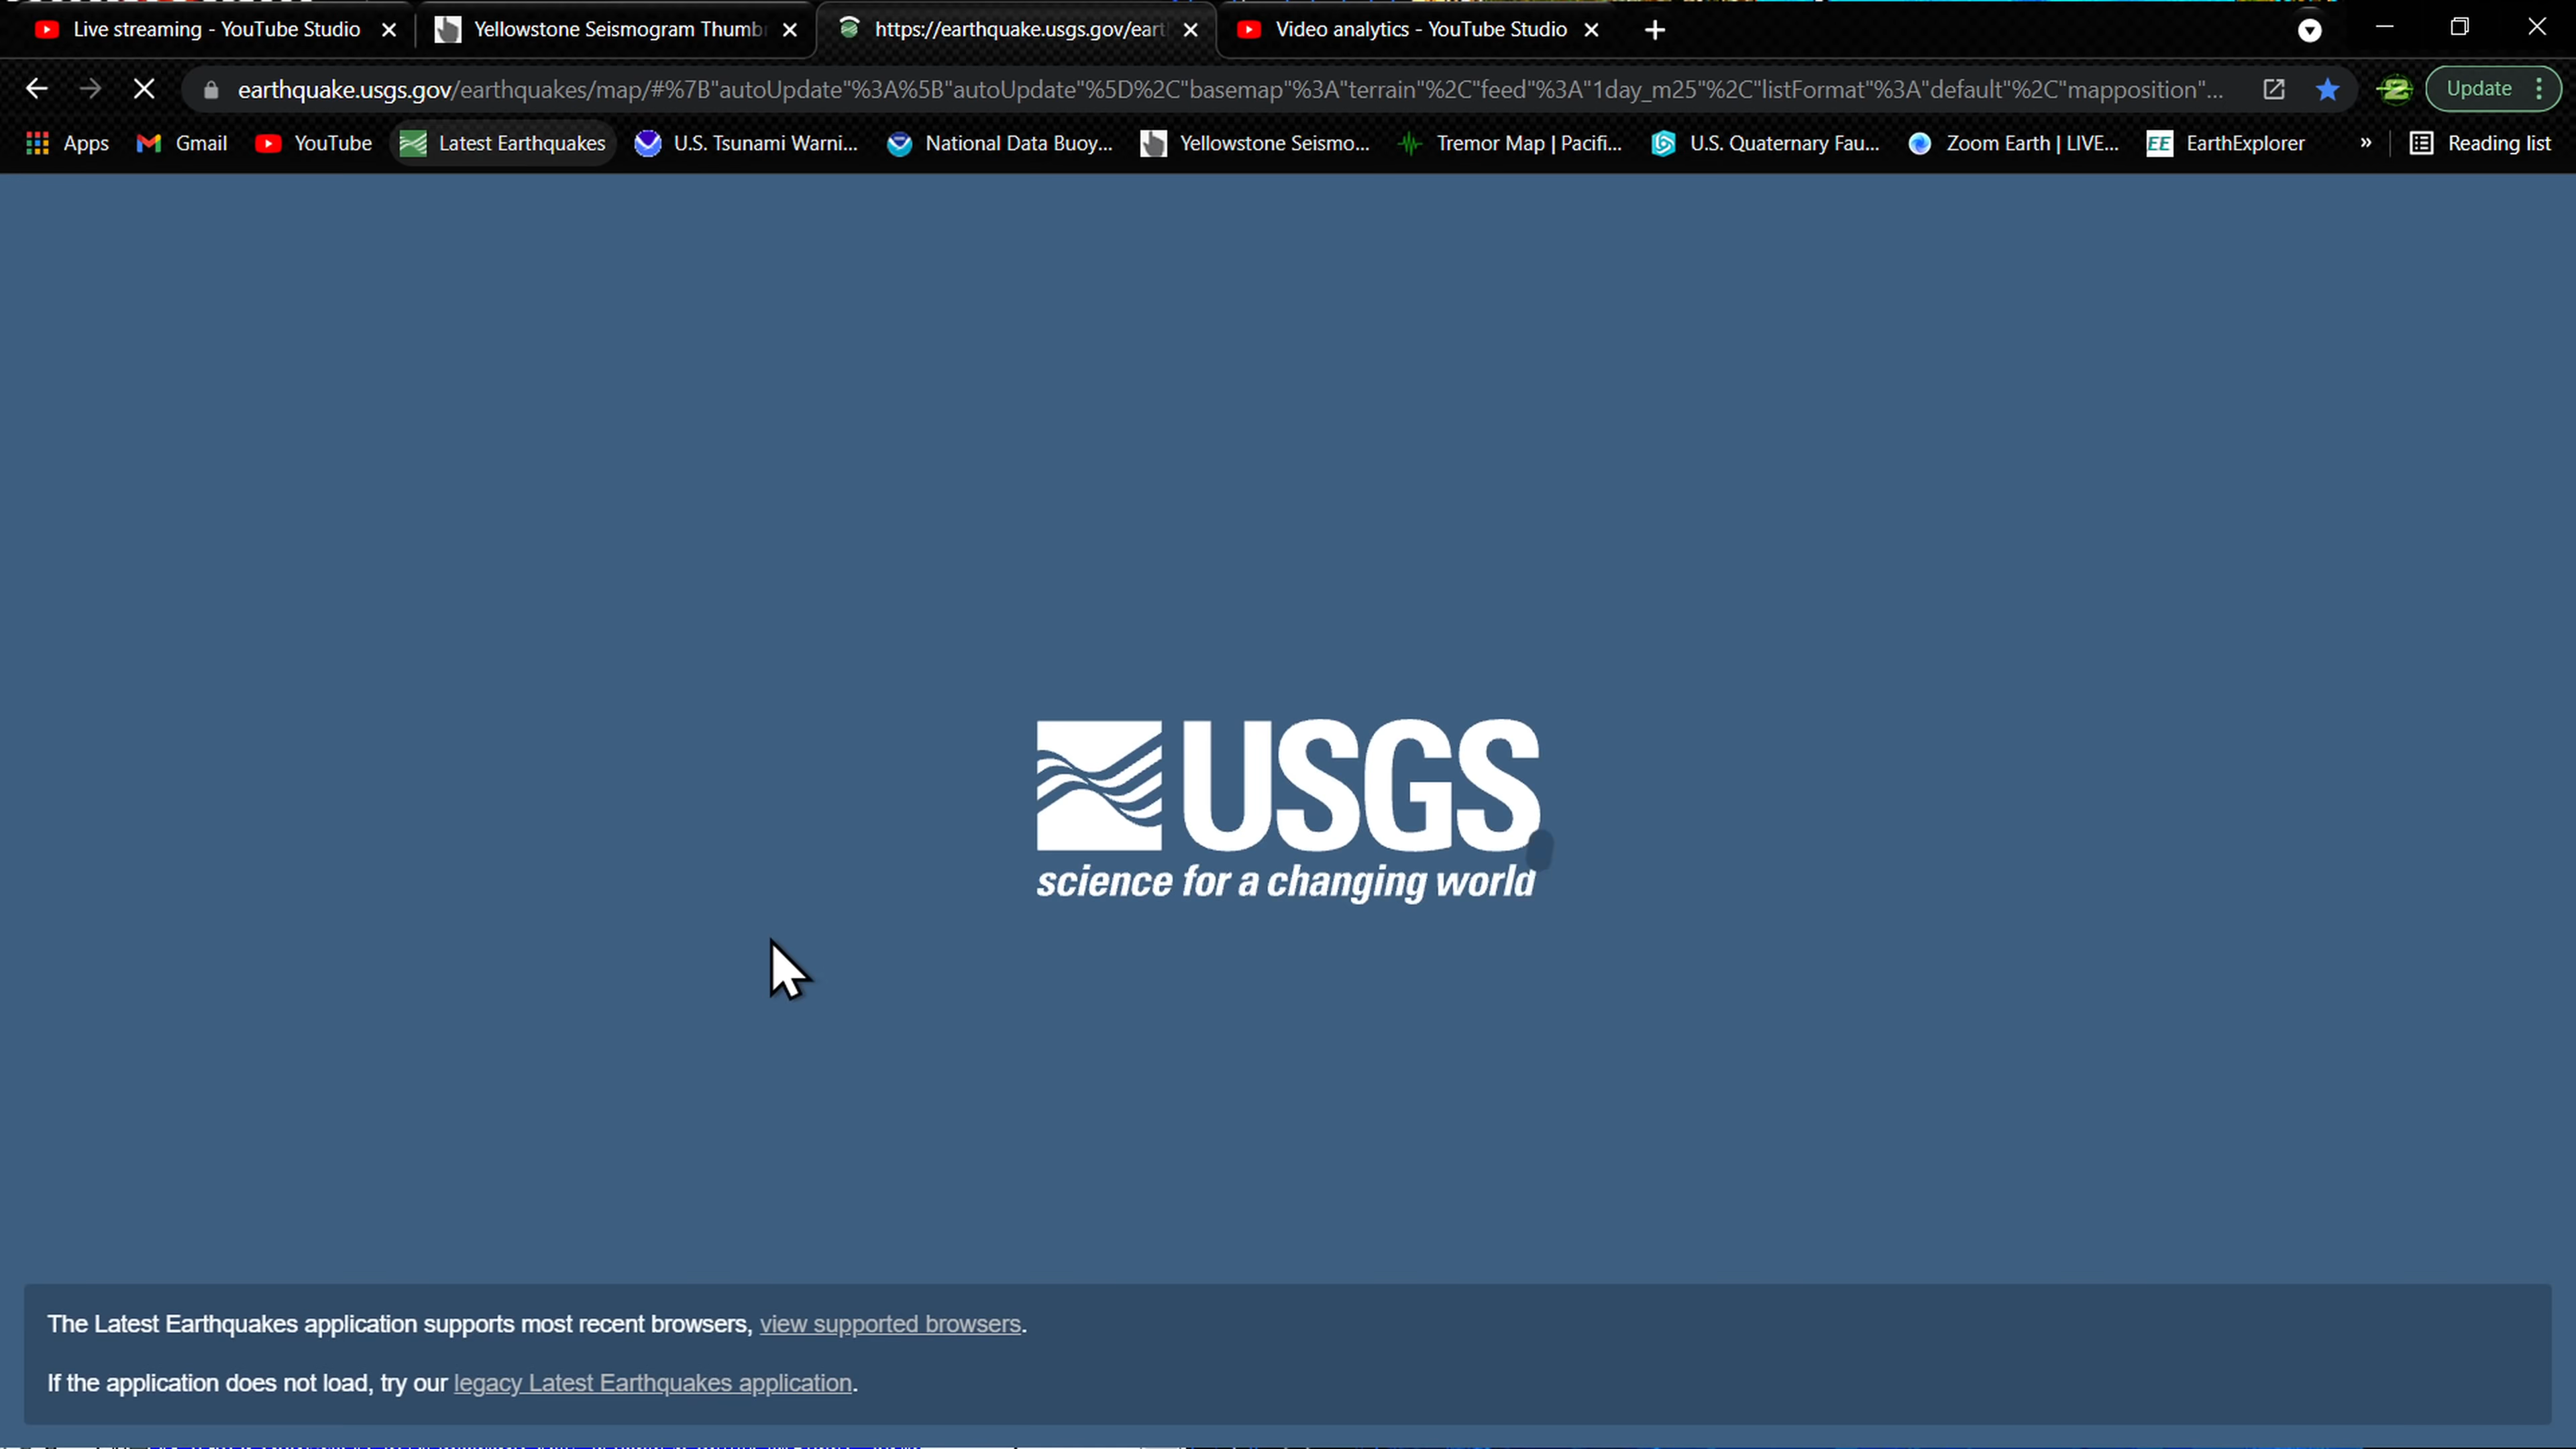 Live streaming - YouTube Studio
Yellowstone Seismogram Thumb
https://earthquake.usgs.gov/eart
Video analytics - YouTube Studio
earthquake.usgs.gov/earthquakes/map/#%7B"autoUpdate"%3A%5B"autoUpdate"%5D%2C"basemap"%3A"terrain"%2C"feed"%3A"1day_m25"%2C"listFormat"%3A"default"%2C"mapposition"...
Update
Apps
Gmail
YouTube
Latest Earthquakes
U.S. Tsunami Warni...
National Data Buoy...
Yellowstone Seismo...
Tremor Map | Pacifi...
U.S. Quaternary Fau...
Zoom Earth | LIVE...
EE
EarthExplorer
»
Reading list
USGS
science for a changing world
The Latest Earthquakes application supports most recent browsers, view supported browsers.
If the application does not load, try our legacy Latest Earthquakes application.